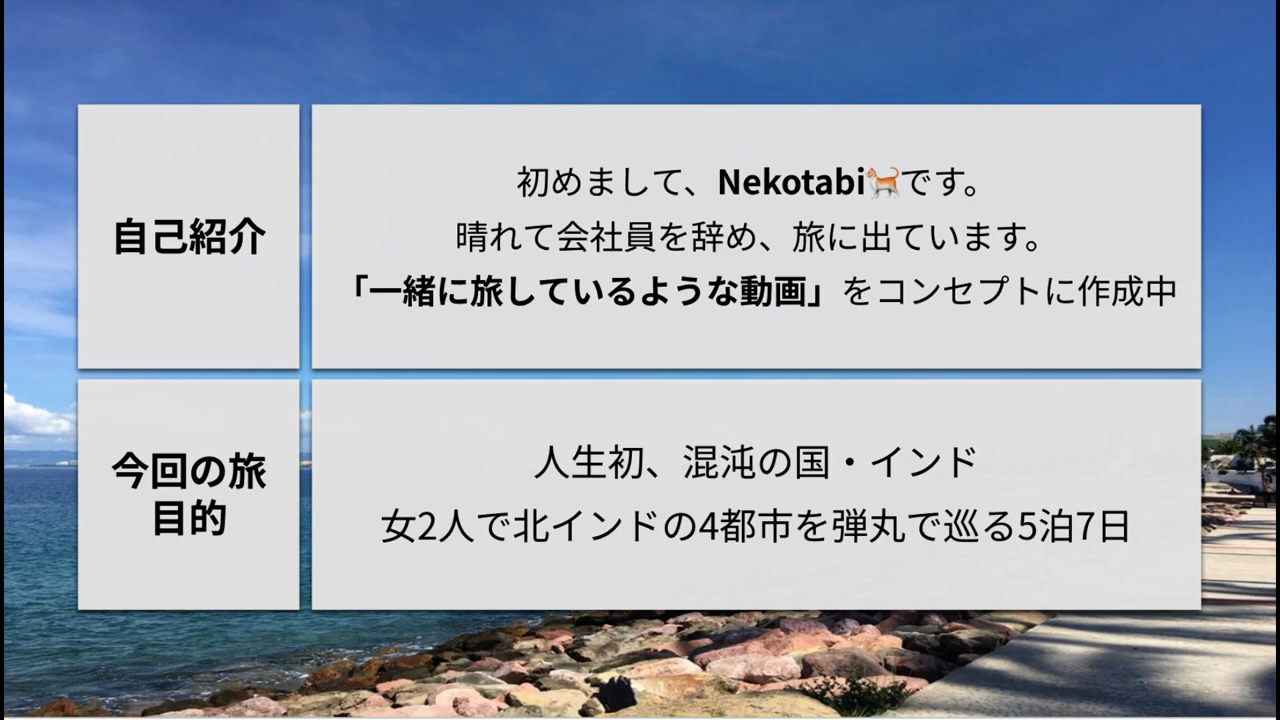 自己紹介
初めまして、Nekotabi🐈です。
晴れて会社員を辞め、旅に出ています。
「一緒に旅しているような動画」をコンセプトに作成中
今回の旅
目的
人生初、混沌の国・インド
女2人で北インドの4都市を弾丸で巡る5泊7日